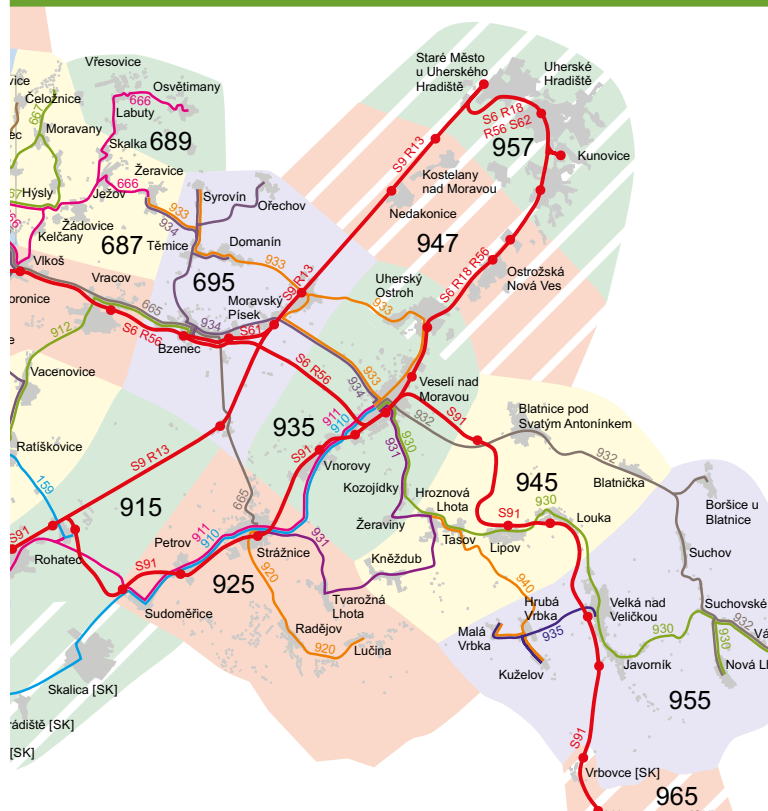 Staré Město
u Uherského
Hradiště
Uherské
Hradiště
Vřesovice
Osvětimany
666
Labuty
Čeložnice
667
Moravany
Skalka
689
S6 R18
R56 S62
957
S9 R13
Kunovice
Žeravice
666
Kostelany
nad Moravou
Hýsly
Ježov
Syrovín
Ořechov
Nedakonice
933
934
Žádovice
Kelčany
687
Těmice
Domanín
947
Vlkoš
933
S6 R18 R56
Ostrožská
Nová Ves
Vracov
695
S9 R13
Uherský
Ostroh
Moravský
Písek
933
665
934
S61
912
S6 R56
Bzenec
S6 R56
933
934
Vacenovice
Veselí nad
Moravou
932
S91
Blatnice pod
Svatým Antonínkem
911
910
935
930
931
Ratíškovice
S9 R13
S91
Vnorovy
932
Blatnička
665
Kozojídky
945
159
915
Hroznová
Lhota
930
Boršice u
Blatnice
911
910
Žeraviny
S91
Louka
S91
Petrov
Strážnice
931
Tasov
Lipov
Suchov
Rohatec
Kněždub
S91
925
940
920
Tvarožná
Lhota
Hrubá
Vrbka
Velká nad
Veličkou
Suchovské
Sudoměřice
930
932
Radějov
Malá
Vrbka
935
930
920
Lučina
Kuželov
Javorník
Skalica [SK]
955
S91
[SK]
Vrbovce [SK]
965